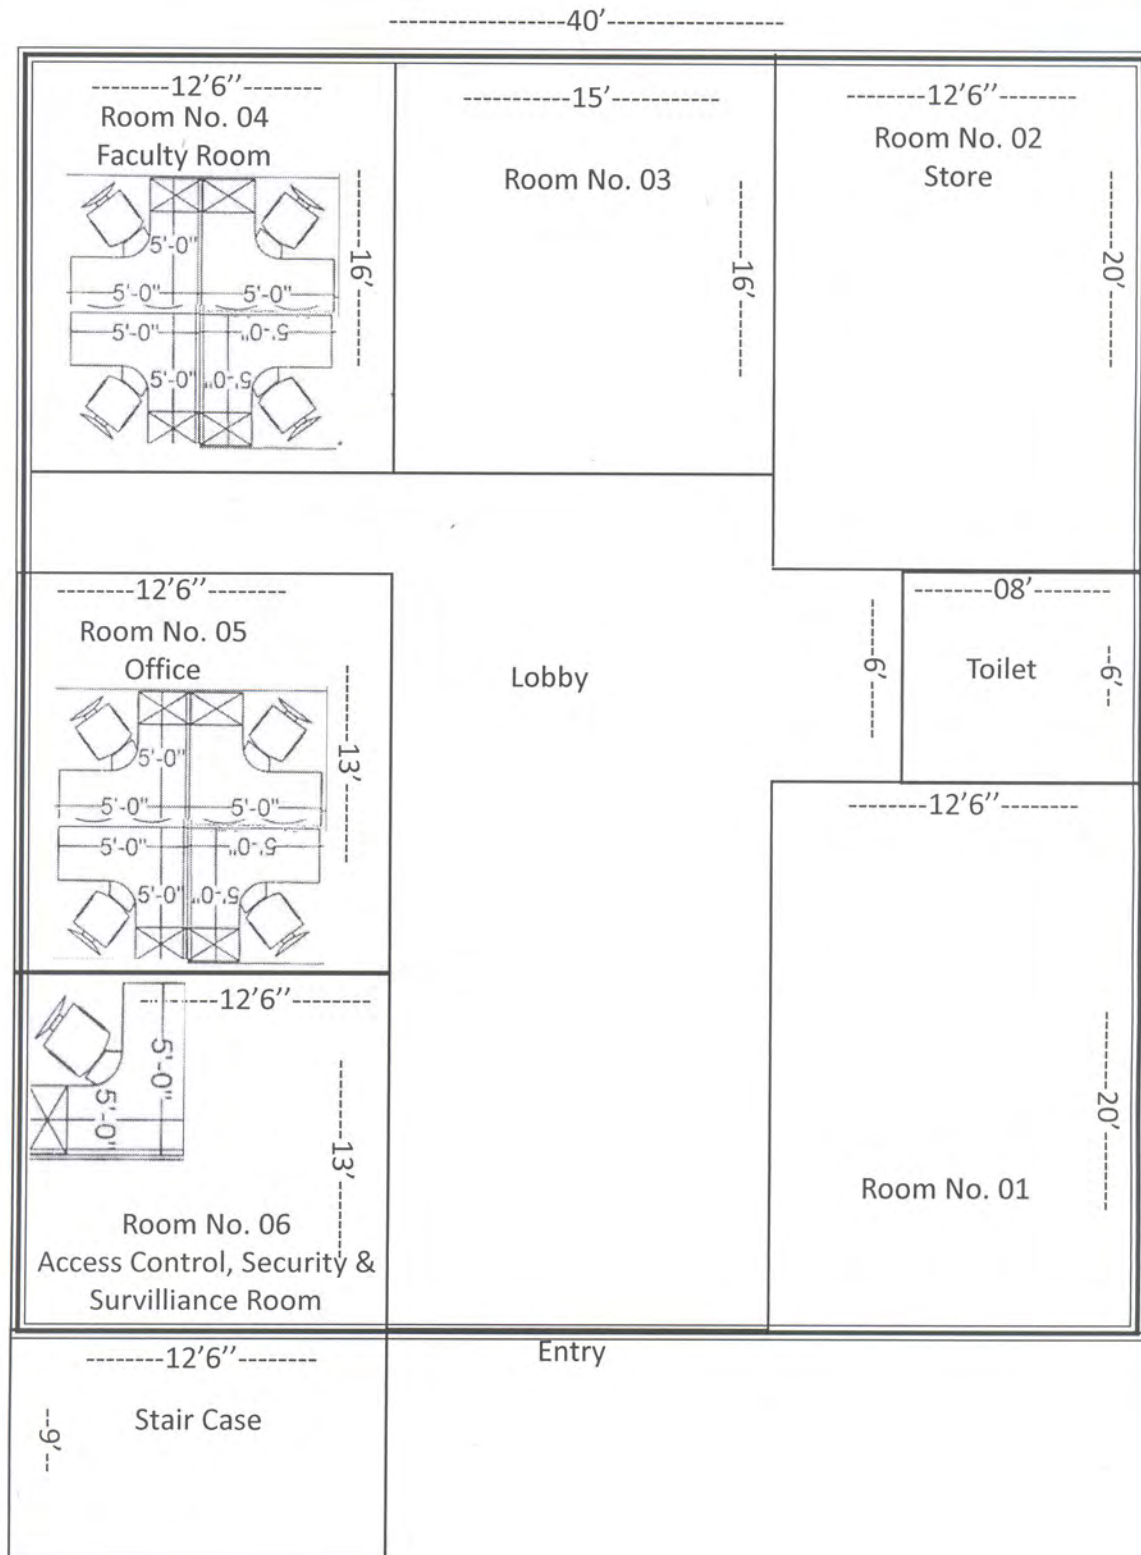 40’
12’6’’
Room No. 04
Faculty Room
16’
5'-0"
5'-0"
5'-0"
5'-0"
5'-0"
5'-0"
5'-0"
15’
Room No. 03
16’
12’6’’
Room No. 02
Store
20’
12’6’’
Room No. 05
Office
13’
5'-0"
5'-0"
5'-0"
5'-0"
5'-0"
5'-0"
5'-0"
Lobby
6’
08’
Toilet
6’
12’6’’
5'-0"
5'-0"
13’
Room No. 06
Access Control, Security &
Survilliance Room
12’6’’
20’
Room No. 01
Entry
12’6’’
Stair Case
9’